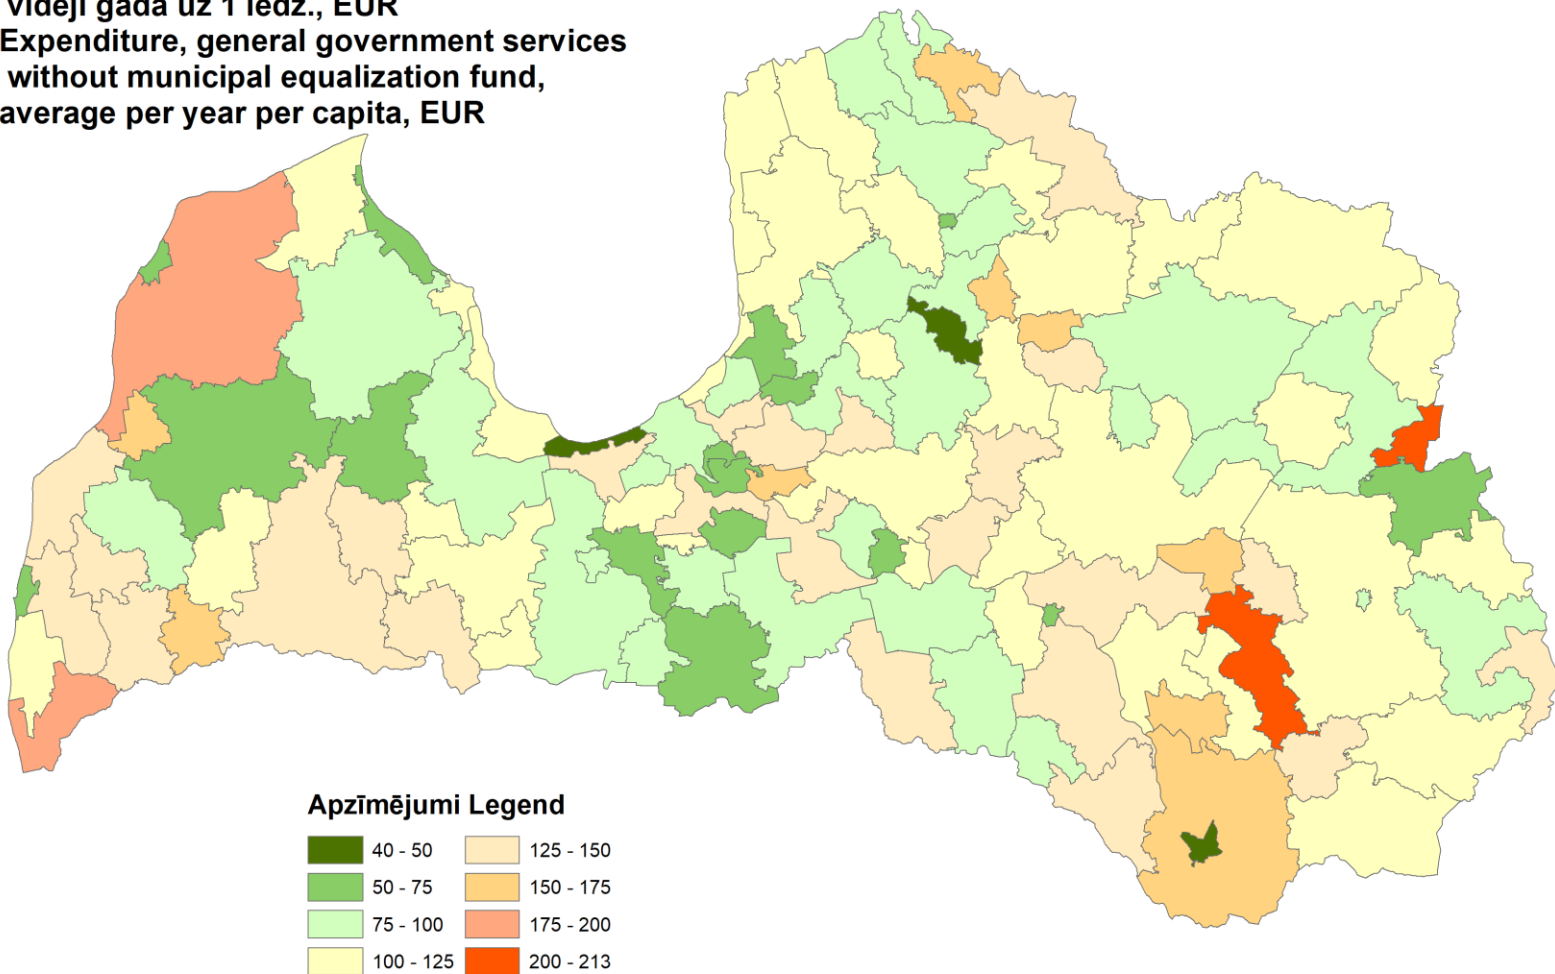 vidēji gadā uz 1 iedz., EUR
Expenditure, general government services
without municipal equalization fund,
average per year per capita, EUR
Apzīmējumi Legend
40 - 50
125 - 150
50 - 75
150 - 175
75 - 100
175 - 200
100 - 125
200 - 213